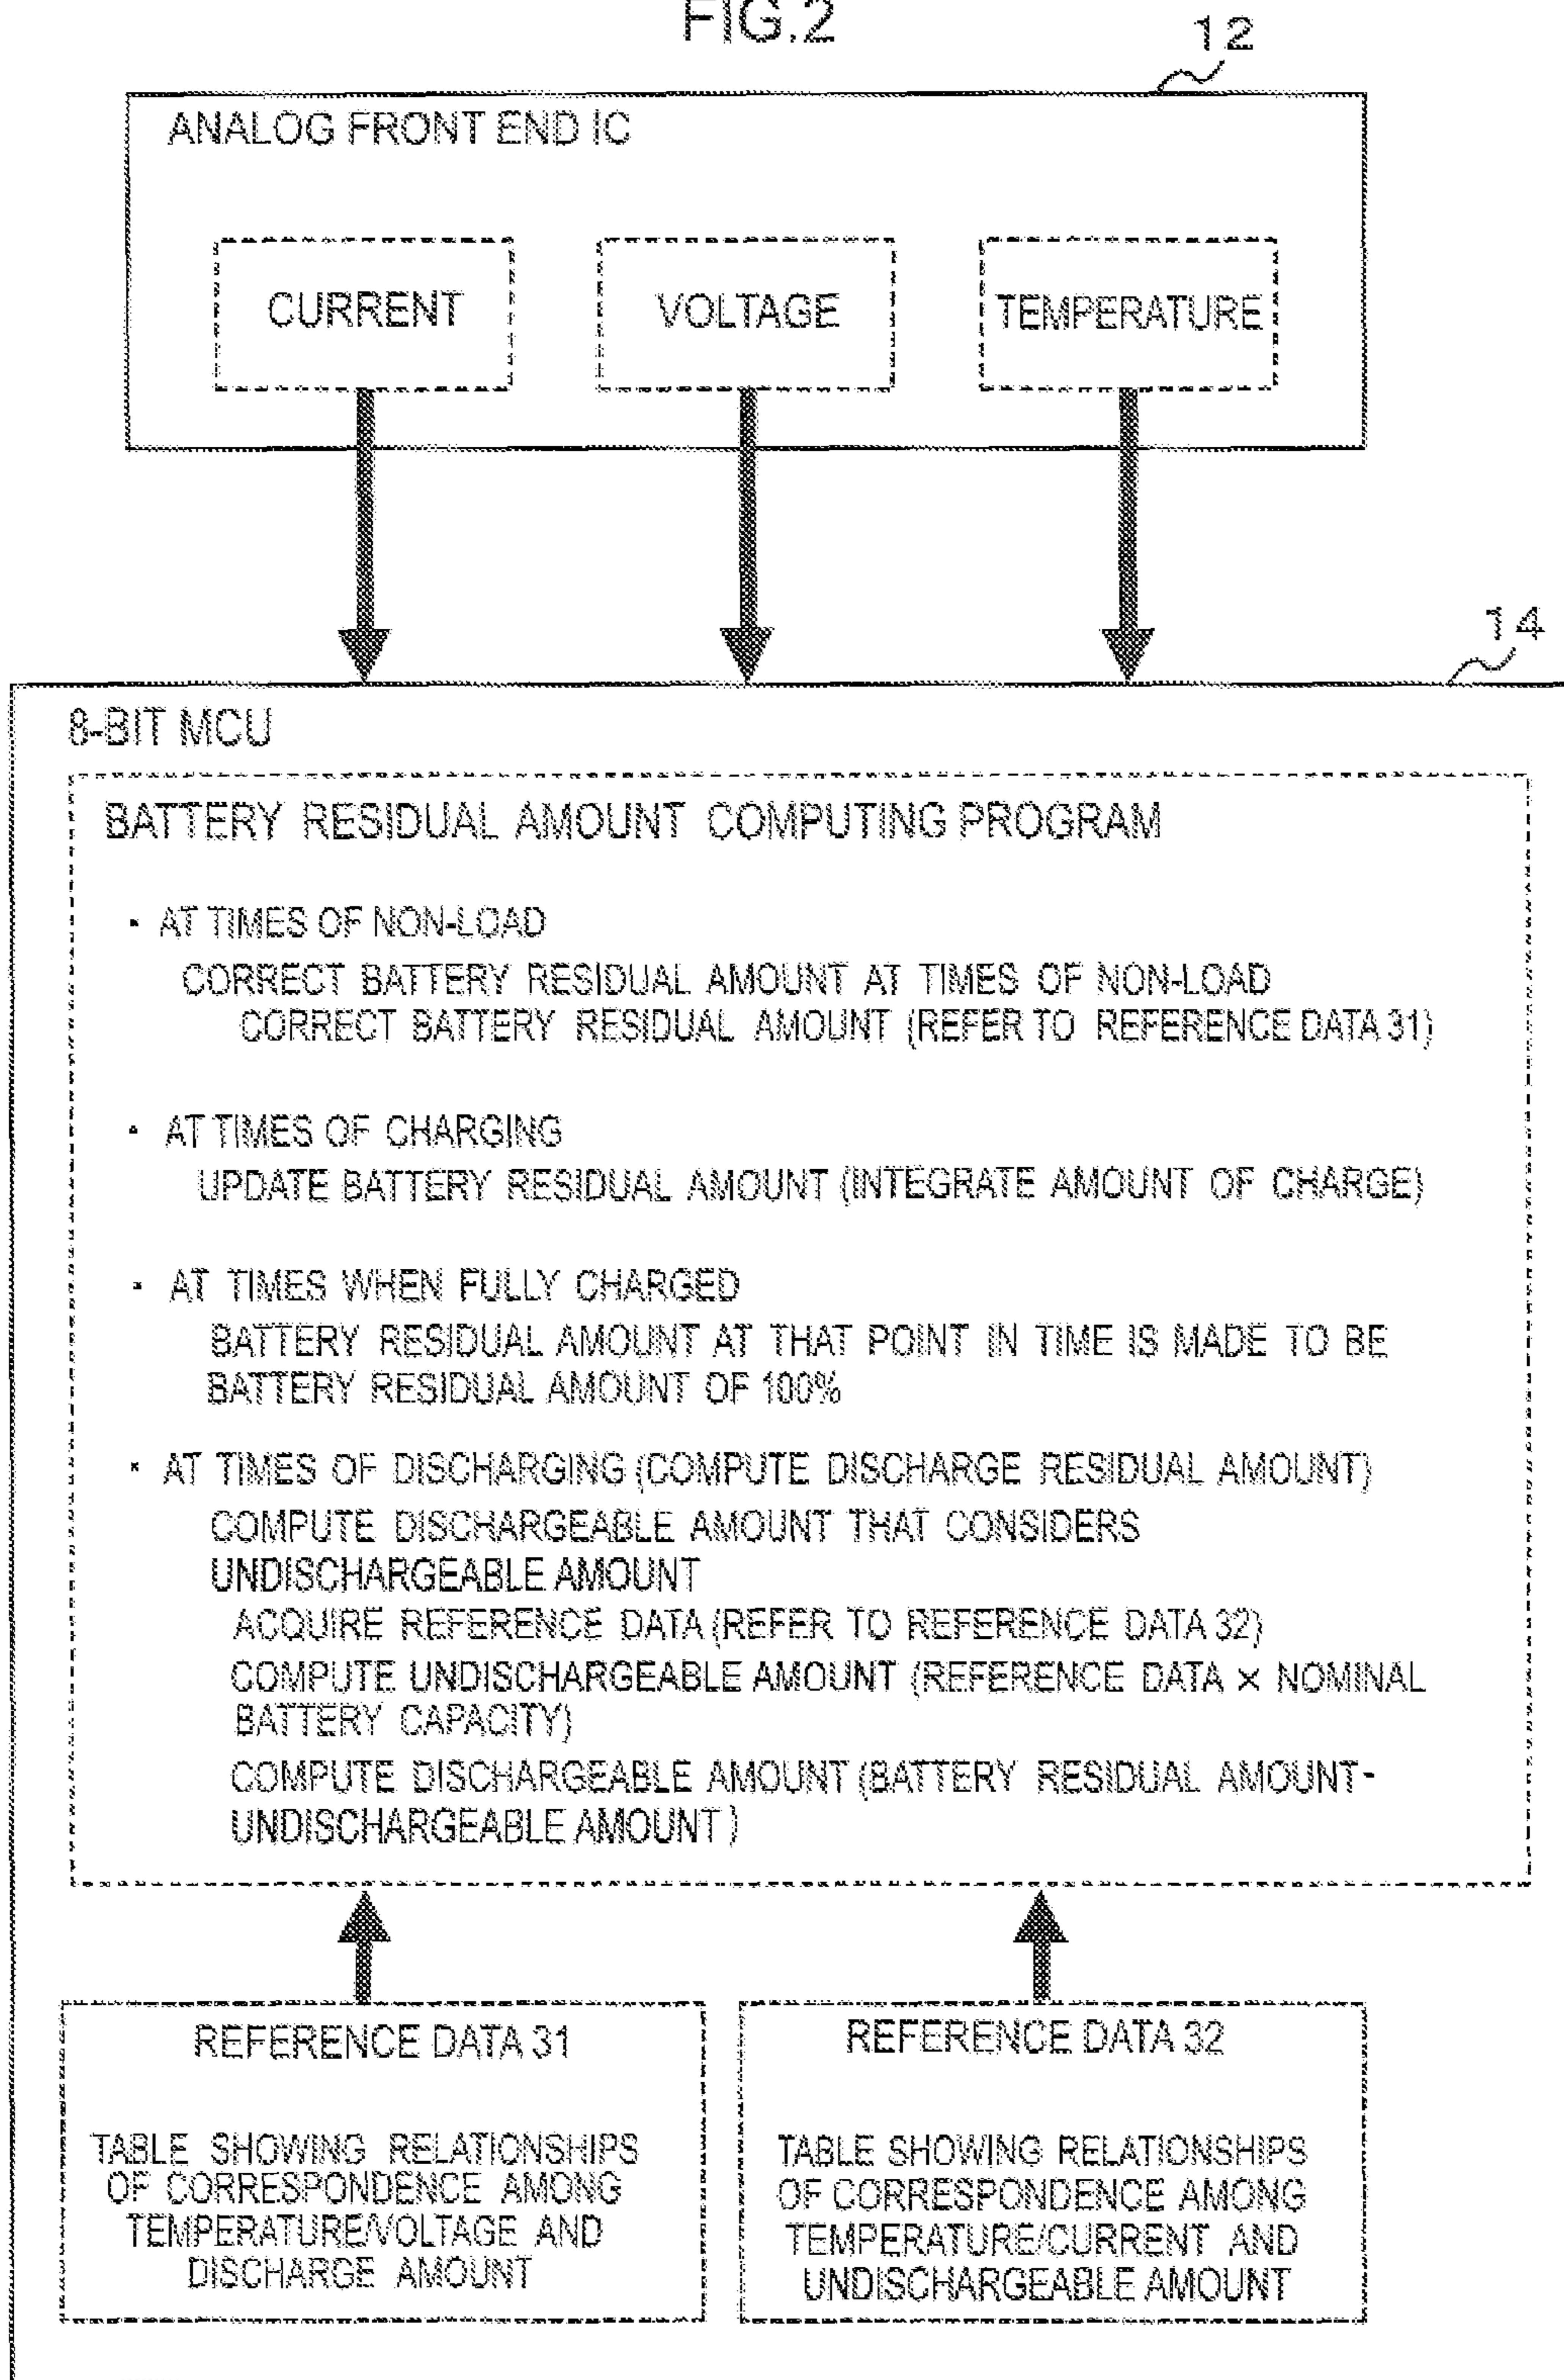 FIG.2
12
ANALOG FRONT END IC
CURRENT
VOLTAGE
TEMPERATURE
14
8-BIT MCU
BATTERY RESIDUAL AMOUNT COMPUTING PROGRAM
・ AT TIMES OF NON-LOAD
CORRECT BATTERY RESIDUAL AMOUNT AT TIMES OF NON-LOAD
CORRECT BATTERY RESIDUAL AMOUNT (REFER TO REFERENCE DATA 31)
・ AT TIMES OF CHARGING
UPDATE BATTERY RESIDUAL AMOUNT (INTEGRATE AMOUNT OF CHARGE)
・ AT TIMES WHEN FULLY CHARGED
BATTERY RESIDUAL AMOUNT AT THAT POINT IN TIME IS MADE TO BE
BATTERY RESIDUAL AMOUNT OF 100%
・ AT TIMES OF DISCHARGING (COMPUTE DISCHARGE RESIDUAL AMOUNT)
COMPUTE DISCHARGEABLE AMOUNT THAT CONSIDERS
UNDISCHARGEABLE AMOUNT
ACQUIRE REFERENCE DATA (REFER TO REFERENCE DATA 32)
COMPUTE UNDISCHARGEABLE AMOUNT (REFERENCE DATA × NOMINAL
BATTERY CAPACITY)
COMPUTE DISCHARGEABLE AMOUNT (BATTERY RESIDUAL AMOUNT-
UNDISCHARGEABLE AMOUNT)
REFERENCE DATA 31
TABLE SHOWING RELATIONSHIPS
OF CORRESPONDENCE AMONG
TEMPERATURE/VOLTAGE AND
DISCHARGE AMOUNT
REFERENCE DATA 32
TABLE SHOWING RELATIONSHIPS
OF CORRESPONDENCE AMONG
TEMPERATURE/CURRENT AND
UNDISCHARGEABLE AMOUNT